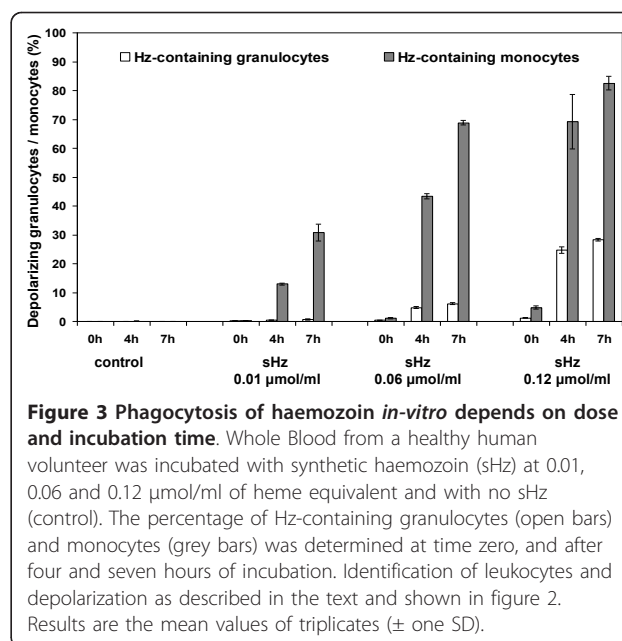 100
90
80
70
60
50
40
30
20
10
0
Depolarizing granulocytes / monocytes (%)
Hz-containing granulocytes Hz-containing monocytes
0h 4h 7h 0h 4h 7h 0h 4h 7h 0h 4h 7h
control sHz sHz sHz
0.01 µmol/ml 0.06 µmol/ml 0.12 µmol/ml
Figure 3 Phagocytosis of haemozoin in-vitro depends on dose
and incubation time. Whole Blood from a healthy human
volunteer was incubated with synthetic haemozoin (sHz) at 0.01,
0.06 and 0.12 µmol/ml of heme equivalent and with no sHz
(control). The percentage of Hz-containing granulocytes (open bars)
and monocytes (grey bars) was determined at time zero, and after
four and seven hours of incubation. Identification of leukocytes and
depolarization as described in the text and shown in figure 2.
Results are the mean values of triplicates (± one SD).